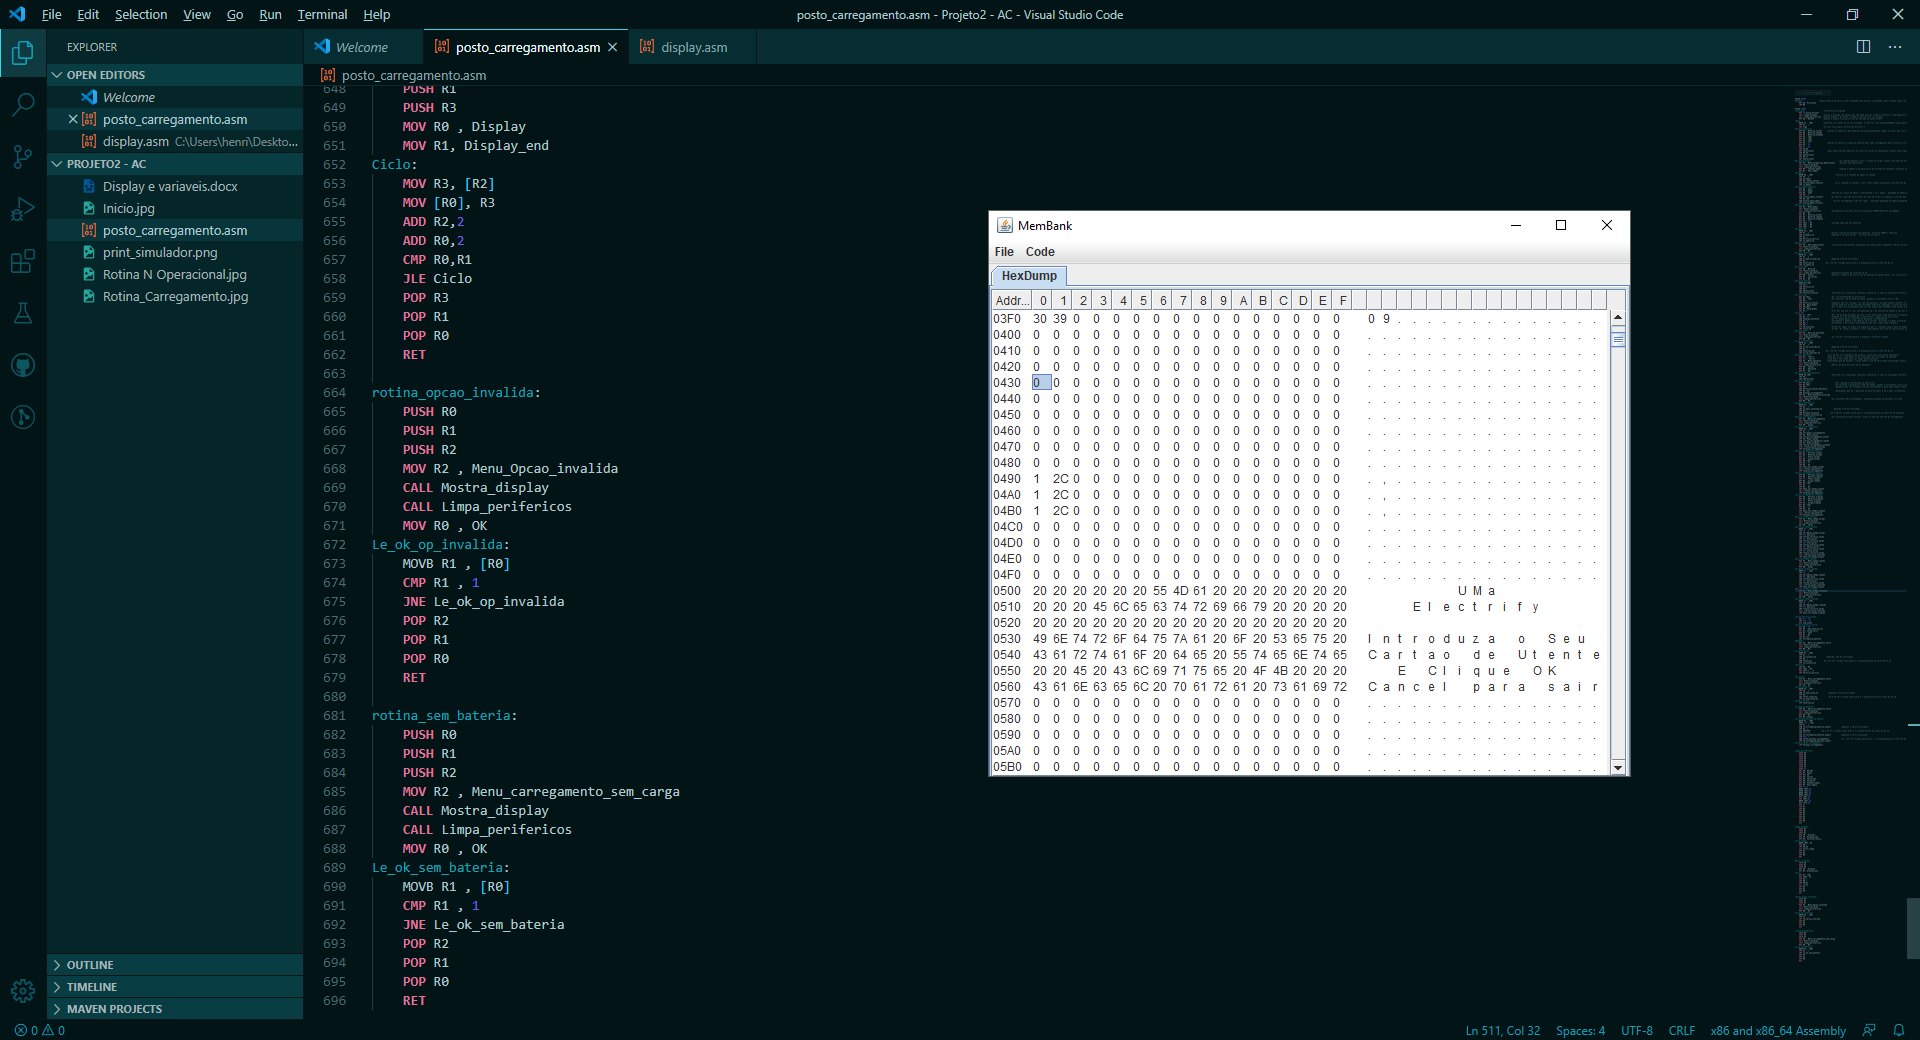 File Edit Selection View Go Run Terminal Help
posto_carregamento.asm - Projeto2 - AC - Visual Studio Code
EXPLORER
OPEN EDITORS
Welcome
posto_carregamento.asm
display.asm C:\Users\henri\Deskto...
PROJETO2 - AC
Display e variaveis.docx
Inicio.jpg
posto_carregamento.asm
print_simulador.png
Rotina N Operacional.jpg
Rotina_Carregamento.jpg
OUTLINE
TIMELINE
MAVEN PROJECTS
Welcome posto_carregamento.asm display.asm
posto_carregamento.asm
648 PUSH R1
649 PUSH R3
650 MOV R0 , Display
651 MOV R1, Display_end
652 Ciclo:
653 MOV R3, [R2]
654 MOV [R0], R3
655 ADD R2,2
656 ADD R0,2
657 CMP R0,R1
658 JLE Ciclo
659 POP R3
660 POP R1
661 POP R0
662 RET
663
664 rotina_opcao_invalida:
665 PUSH R0
666 PUSH R1
667 PUSH R2
668 MOV R2 , Menu_Opcao_invalida
669 CALL Mostra_display
670 CALL Limpa_perifericos
671 MOV R0 , OK
672 Le_ok_op_invalida:
673 MOVB R1 , [R0]
674 CMP R1 , 1
675 JNE Le_ok_op_invalida
676 POP R2
677 POP R1
678 POP R0
679 RET
680
681 rotina_sem_bateria:
682 PUSH R0
683 PUSH R1
684 PUSH R2
685 MOV R2 , Menu_carregamento_sem_carga
686 CALL Mostra_display
687 CALL Limpa_perifericos
688 MOV R0 , OK
689 Le_ok_sem_bateria:
690 MOVB R1 , [R0]
691 CMP R1 , 1
692 JNE Le_ok_sem_bateria
693 POP R2
694 POP R1
695 POP R0
696 RET
MemBank
File Code
HexDump
Addr... 0 1 2 3 4 5 6 7 8 9 A B C D E F
03F0 30 39 0 0 0 0 0 0 0 0 0 0 0 0 0 0 0 9 . . . . . . . . . . . . . .
0400 0 0 0 0 0 0 0 0 0 0 0 0 0 0 0 0 . . . . . . . . . . . . . . . .
0410 0 0 0 0 0 0 0 0 0 0 0 0 0 0 0 0 . . . . . . . . . . . . . . . .
0420 0 0 0 0 0 0 0 0 0 0 0 0 0 0 0 0 . . . . . . . . . . . . . . . .
0430 0 0 0 0 0 0 0 0 0 0 0 0 0 0 0 0 . . . . . . . . . . . . . . . .
0440 0 0 0 0 0 0 0 0 0 0 0 0 0 0 0 0 . . . . . . . . . . . . . . . .
0450 0 0 0 0 0 0 0 0 0 0 0 0 0 0 0 0 . . . . . . . . . . . . . . . .
0460 0 0 0 0 0 0 0 0 0 0 0 0 0 0 0 0 . . . . . . . . . . . . . . . .
0470 0 0 0 0 0 0 0 0 0 0 0 0 0 0 0 0 . . . . . . . . . . . . . . . .
0480 0 0 0 0 0 0 0 0 0 0 0 0 0 0 0 0 . . . . . . . . . . . . . . . .
0490 1 2C 0 0 0 0 0 0 0 0 0 0 0 0 0 0 . , . . . . . . . . . . . . . .
04A0 1 2C 0 0 0 0 0 0 0 0 0 0 0 0 0 0 . , . . . . . . . . . . . . . .
04B0 1 2C 0 0 0 0 0 0 0 0 0 0 0 0 0 0 . , . . . . . . . . . . . . . .
04C0 0 0 0 0 0 0 0 0 0 0 0 0 0 0 0 0 . . . . . . . . . . . . . . . .
04D0 0 0 0 0 0 0 0 0 0 0 0 0 0 0 0 0 . . . . . . . . . . . . . . . .
04E0 0 0 0 0 0 0 0 0 0 0 0 0 0 0 0 0 . . . . . . . . . . . . . . . .
04F0 0 0 0 0 0 0 0 0 0 0 0 0 0 0 0 0 . . . . . . . . . . . . . . . .
0500 20 20 20 20 20 20 55 4D 61 20 20 20 20 20 20 20 U M a
0510 20 20 20 45 6C 65 63 74 72 69 66 79 20 20 20 20 E l e c t r i f y
0520 20 20 20 20 20 20 20 20 20 20 20 20 20 20 20 20
0530 49 6E 74 72 6F 64 75 7A 61 20 6F 20 53 65 75 20 I n t r o d u z a o S e u
0540 43 61 72 74 61 6F 20 64 65 20 55 74 65 6E 74 65 C a r t a o d e U t e n t e
0550 20 20 45 20 43 6C 69 71 75 65 20 4F 4B 20 20 20 E C l i q u e O K
0560 43 61 6E 63 65 6C 20 70 61 72 61 20 73 61 69 72 C a n c e l p a r a s a i r
0570 0 0 0 0 0 0 0 0 0 0 0 0 0 0 0 0 . . . . . . . . . . . . . . . .
0580 0 0 0 0 0 0 0 0 0 0 0 0 0 0 0 0 . . . . . . . . . . . . . . . .
0590 0 0 0 0 0 0 0 0 0 0 0 0 0 0 0 0 . . . . . . . . . . . . . . . .
05A0 0 0 0 0 0 0 0 0 0 0 0 0 0 0 0 0 . . . . . . . . . . . . . . . .
05B0 0 0 0 0 0 0 0 0 0 0 0 0 0 0 0 0 . . . . . . . . . . . . . . . .
0 0
Ln 511, Col 32 Spaces: 4 UTF-8 CRLF x86 and x86_64 Assembly